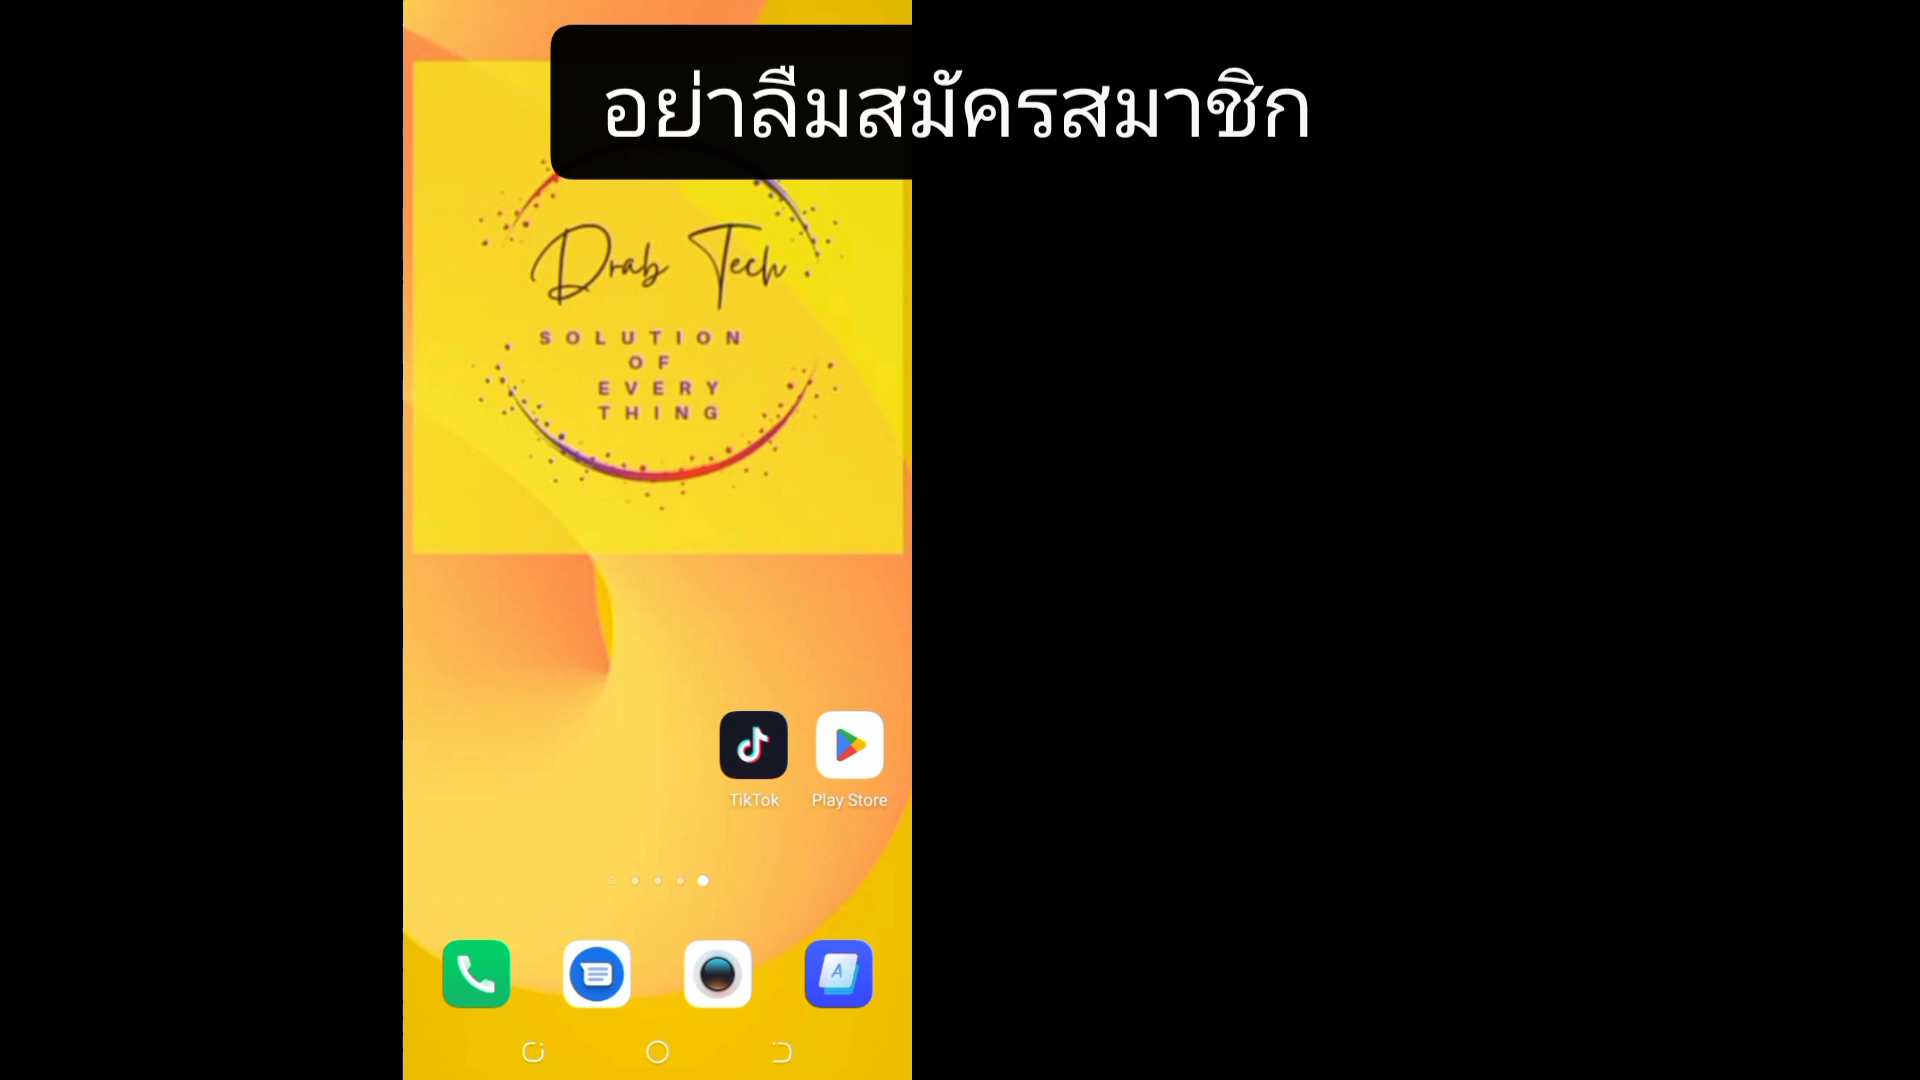 อย่าลืมสมัครสมาชิก
Drab Tech
SOLUTION
OF
EVERY
THING
TikTok
Play Store
A